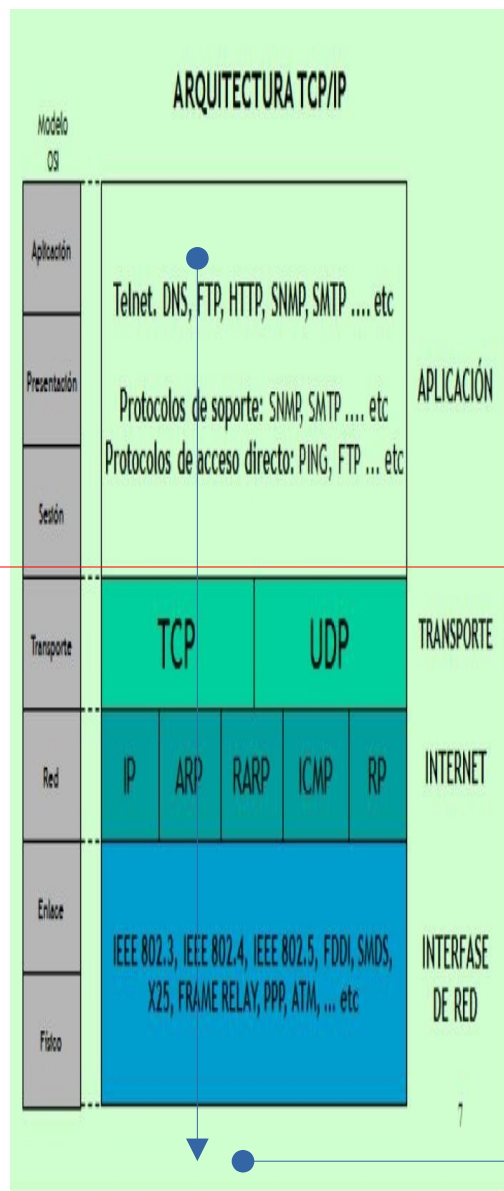 ARQUITECTURA TCP/IP
Modelo
OSI
Aplicación
Presentación
Sesión
Transporte
Red
Enlace
Físico
Telnet. DNS, FTP, HTTP, SNMP, SMTP .... etc
Protocolos de soporte: SNMP, SMTP .... etc
Protocolos de acceso directo: PING, FTP ... etc
APLICACIÓN
TCP
UDP
TRANSPORTE
IP
ARP
RARP
ICMP
RP
INTERNET
IEEE 802.3, IEEE 802.4, IEEE 802.5, FDDI, SMDS,
X25, FRAME RELAY, PPP, ATM, ... etc
INTERFASE
DE RED
7